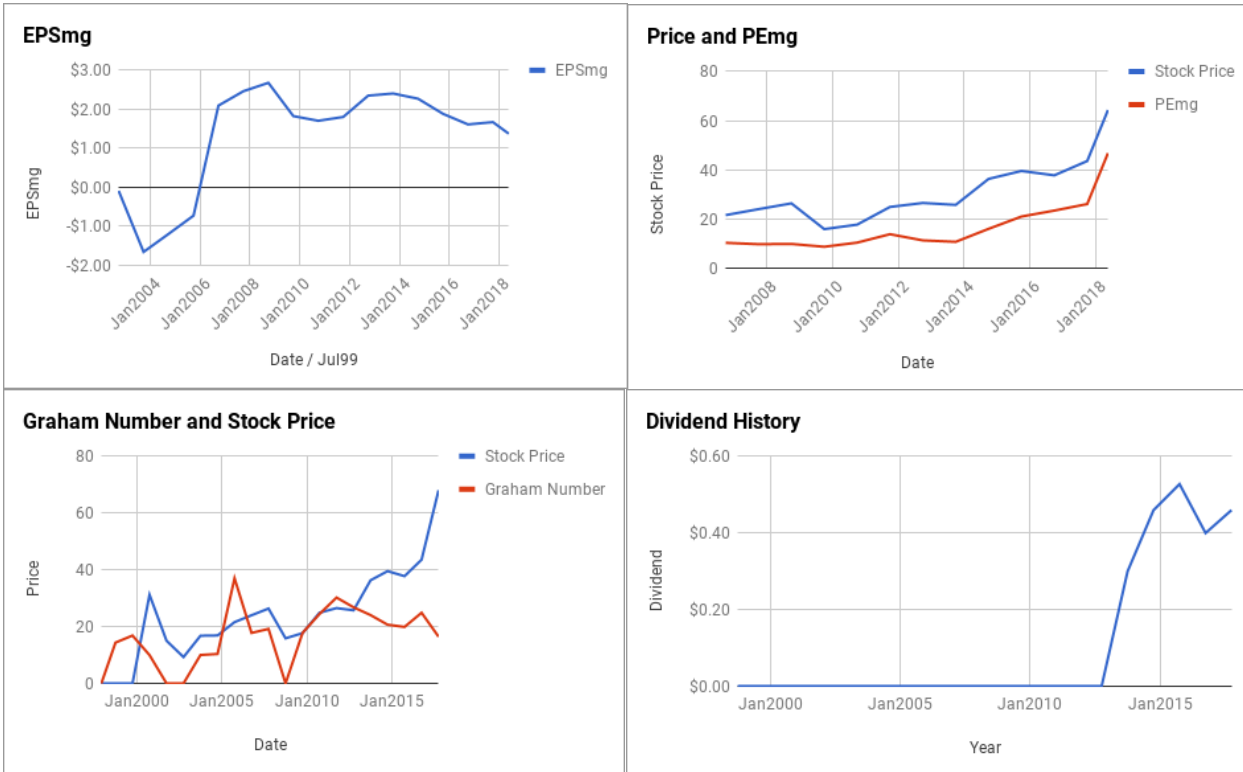 EPSmg
EPSmg
$3.00
$2.00
$1.00
$0.00
-$1.00
-$2.00
EPSmg
Jan2004
Jan2006
Jan2008
Jan2010
Jan2012
Jan2014
Jan2016
Jan2018
Date / Jul99
Price and PEmg
Stock Price
PEmg
80
60
40
20
0
Stock Price
Jan2008
Jan2010
Jan2012
Jan2014
Jan2016
Jan2018
Date
Graham Number and Stock Price
Stock Price
Graham Number
80
60
40
20
0
Price
Jan2000
Jan2005
Jan2010
Jan2015
Date
Dividend History
$0.60
$0.40
$0.20
$0.00
Dividend
Jan2000
Jan2005
Jan2010
Jan2015
Year